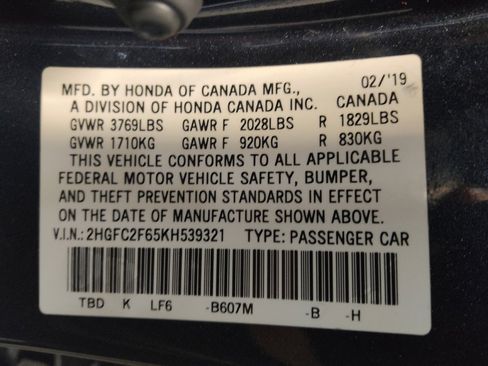 MFD. BY HONDA OF CANADA MFG., 02/'19
A DIVISION OF HONDA CANADA INC. CANADA
GVWR 3769LBS GAWR F 2028LBS R 1829LBS
GVWR 1710KG GAWR F 920KG R 830KG
THIS VEHICLE CONFORMS TO ALL APPLICABLE
FEDERAL MOTOR VEHICLE SAFETY, BUMPER,
AND THEFT PREVENTION STANDARDS IN EFFECT
ON THE DATE OF MANUFACTURE SHOWN ABOVE.
V.I.N.:2HGFC2F65KH539321 TYPE: PASSENGER CAR
TBD K LF6 -B607M -B -H